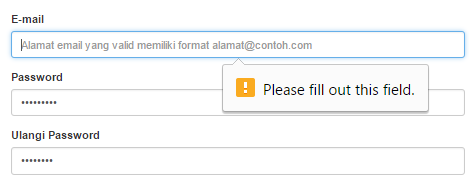 E-mail
Alamat email yang valid memiliki format alamat@contoh.com
Password
Please fill out this field.
•••••••••
Ulangi Password
••••••••